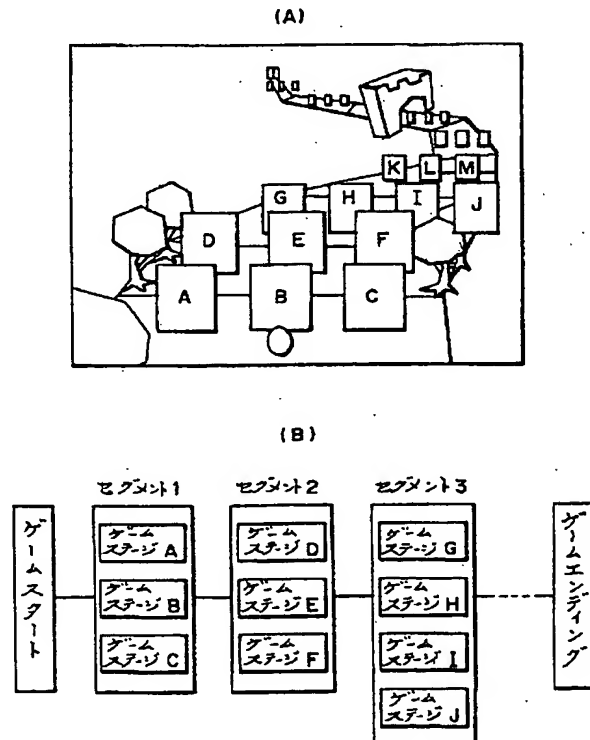 (A)
K L M
G H I J
D E F
A B C
(B)
セグメント1 セグメント2 セグメント3
ゲームスタート
ゲーム
ステージ A
ゲーム
ステージ B
ゲーム
ステージ C
ゲーム
ステージ D
ゲーム
ステージ E
ゲーム
ステージ F
ゲーム
ステージ G
ゲーム
ステージ H
ゲーム
ステージ I
ゲーム
ステージ J
ゲームエンディング